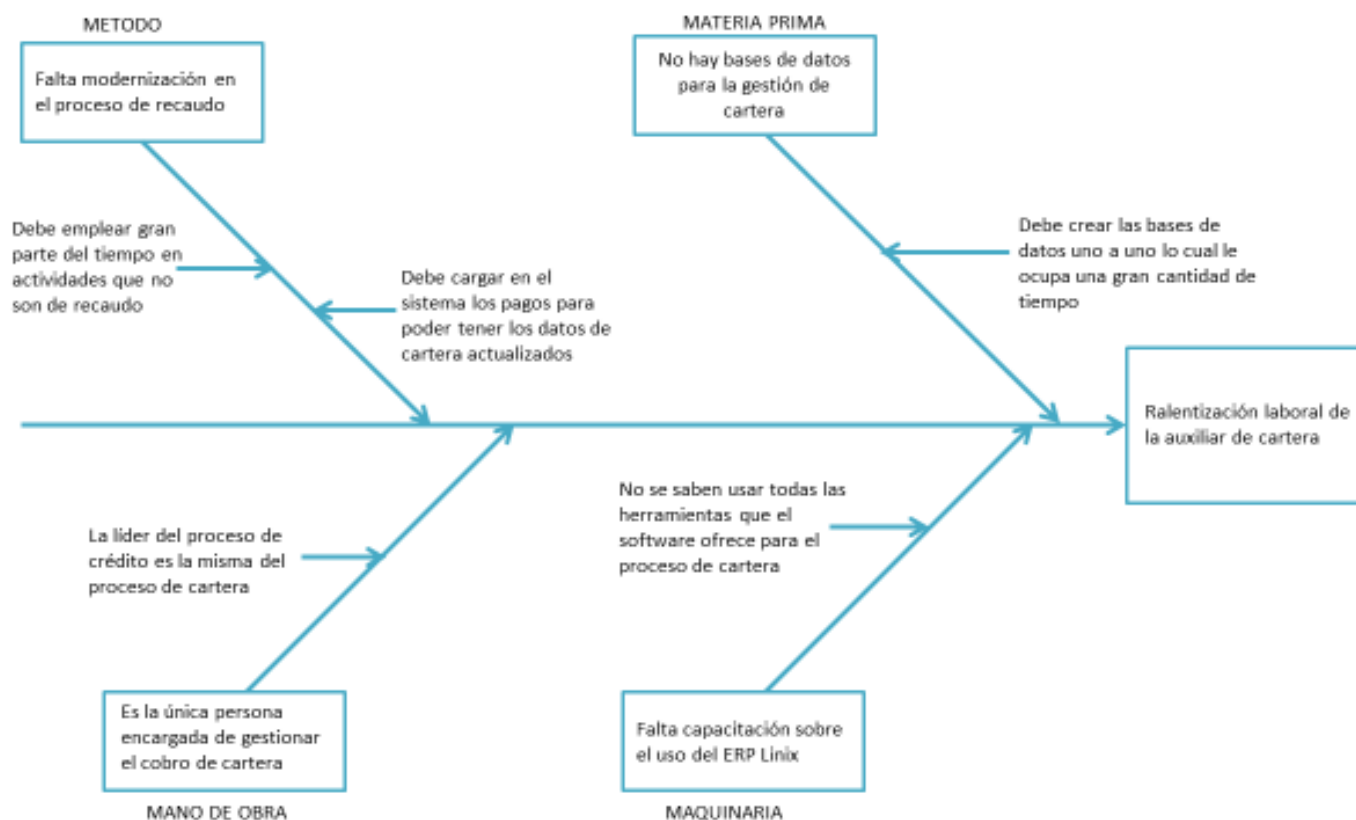 METODO
Falta modernización en
el proceso de recaudo
MATERIA PRIMA
No hay bases de datos
para la gestión de
cartera
Debe emplear gran
parte del tiempo en
actividades que no
son de recaudo
Debe cargar en el
sistema los pagos para
poder tener los datos de
cartera actualizados
Debe crear las bases de
datos uno a uno lo cual le
ocupa una gran cantidad de
tiempo
Ralentización laboral de
la auxiliar de cartera
La líder del proceso de
crédito es la misma del
proceso de cartera
No se saben usar todas las
herramientas que el
software ofrece para el
proceso de cartera
Es la única persona
encargada de gestionar
el cobro de cartera
MANO DE OBRA
Falta capacitación sobre
el uso del ERP Linix
MAQUINARIA